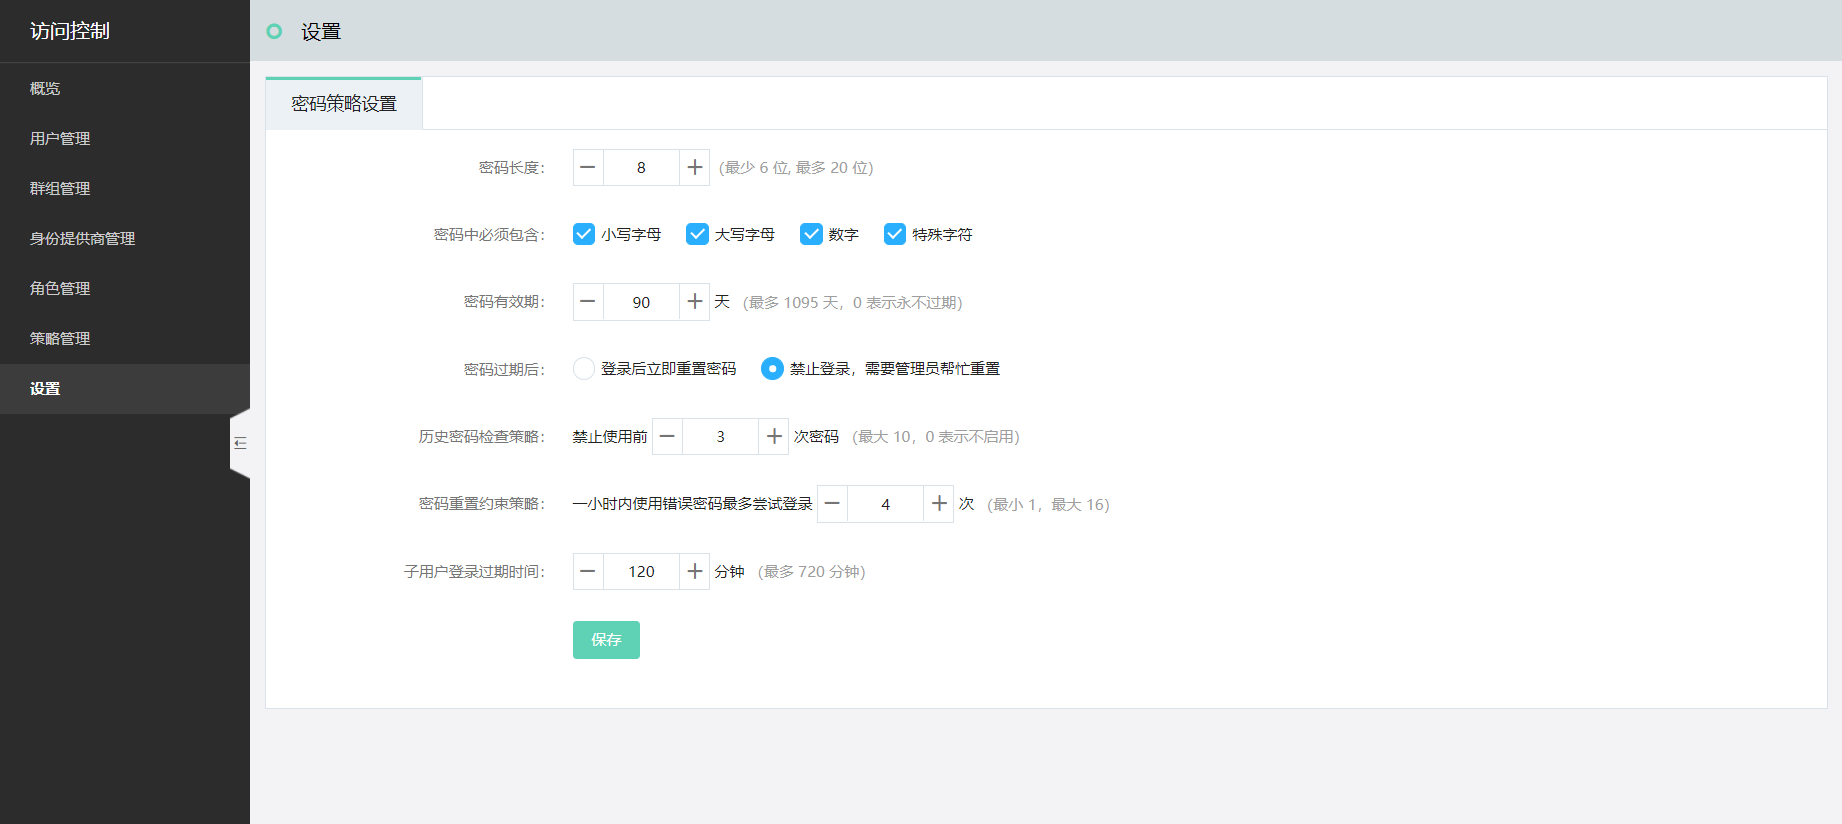 访问控制
概览
用户管理
群组管理
身份提供商管理
角色管理
策略管理
设置
设置
密码策略设置
密码长度： 8 (最少 6 位, 最多 20 位)
密码中必须包含： 小写字母 大写字母 数字 特殊字符
密码有效期： 90 天 (最多 1095 天，0 表示永不过期)
密码过期后： 登录后立即重置密码 禁止登录，需要管理员帮忙重置
历史密码检查策略： 禁止使用前 3 次密码 (最大 10，0 表示不启用)
密码重置约束策略： 一小时内使用错误密码最多尝试登录 4 次 (最小 1，最大 16)
子用户登录过期时间： 120 分钟 (最多 720 分钟)
保存